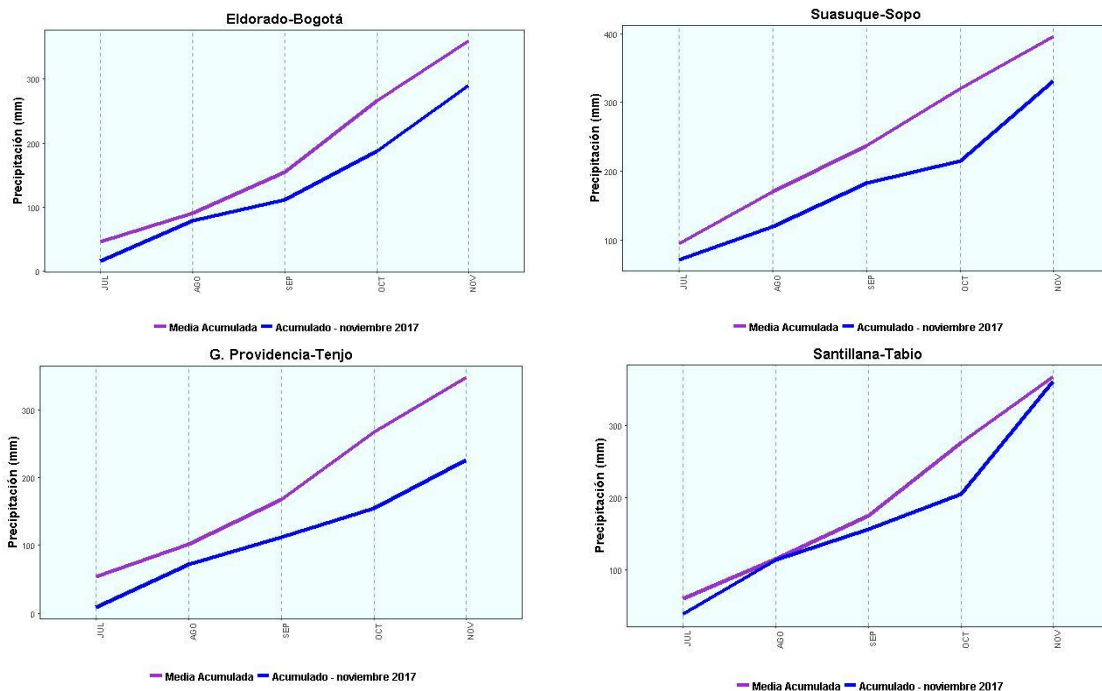 Eldorado-Bogotá
Precipitación (mm)
300
200
100
0
JUL
AGO
SEP
OCT
NOV
Media Acumulada Acumulado - noviembre 2017
Suasuque-Sopo
Precipitación (mm)
400
300
200
100
JUL
AGO
SEP
OCT
NOV
Media Acumulada Acumulado - noviembre 2017
G. Providencia-Tenjo
Precipitación (mm)
300
200
100
0
JUL
AGO
SEP
OCT
NOV
Media Acumulada Acumulado - noviembre 2017
Santillana-Tabio
Precipitación (mm)
300
200
100
JUL
AGO
SEP
OCT
NOV
Media Acumulada Acumulado - noviembre 2017